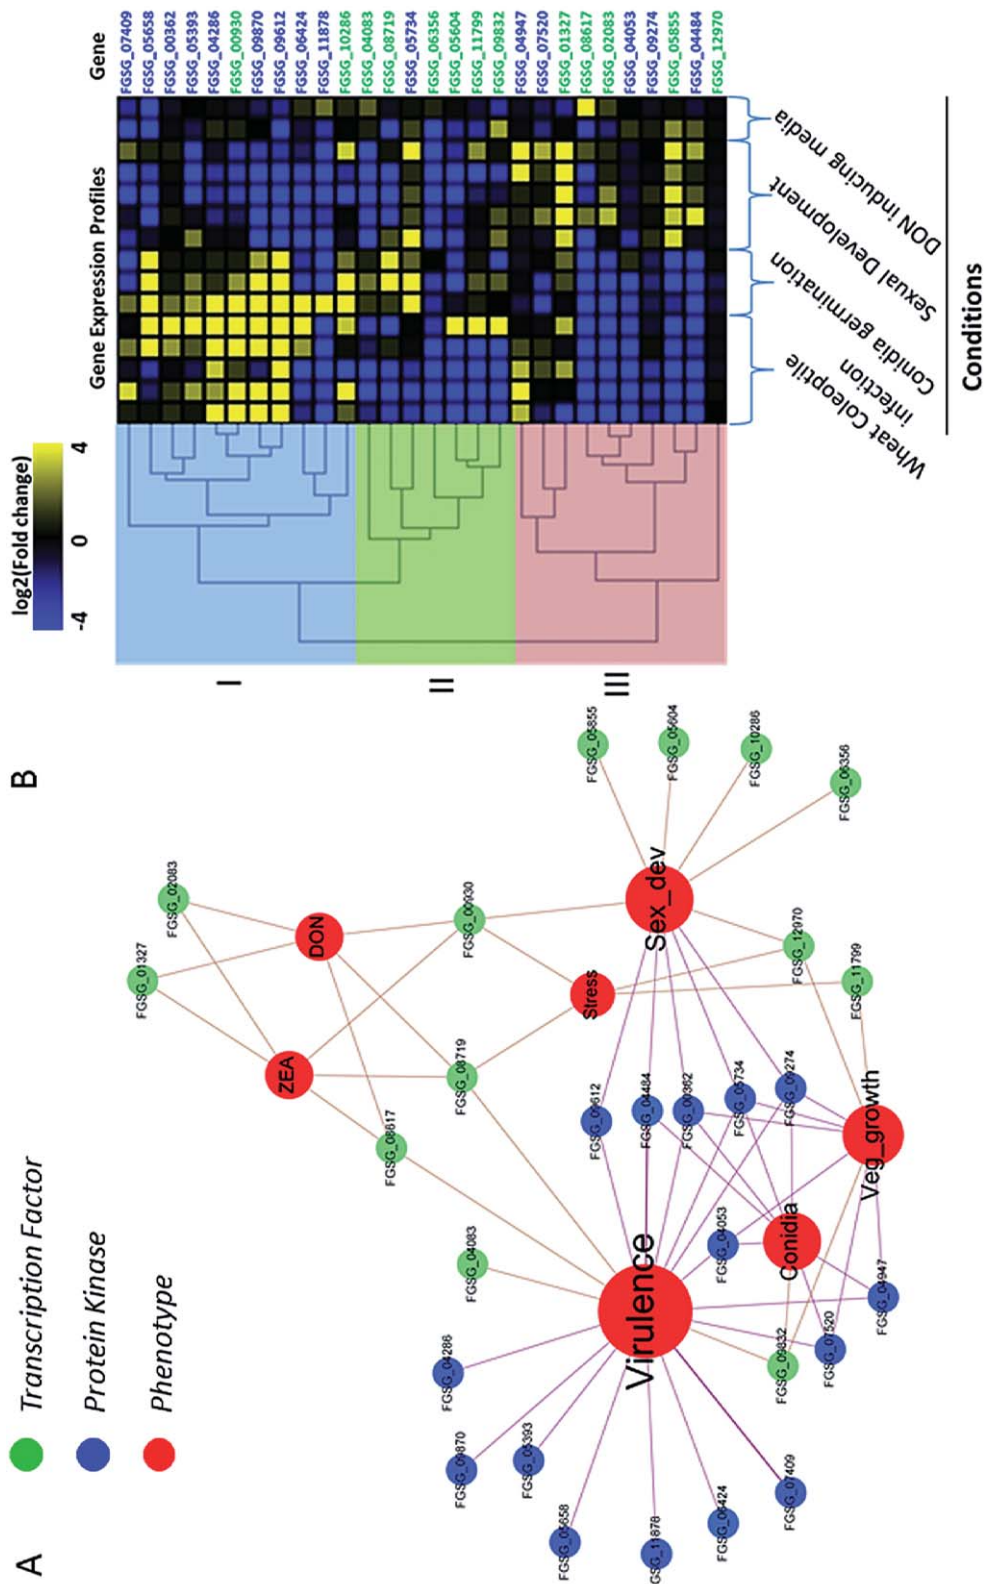 A
Transcription Factor
Protein Kinase
Phenotype
FGSG_01327
FGSG_02083
ZEA
DON
FGSG_08617
FGSG_08719
FGSG_00930
FGSG_04083
FGSG_04286
FGSG_09870
FGSG_05393
FGSG_05658
GSG_11878
FGSG_06424
FGSG_07409
Virulence
Stress
Sex_dev
FGSG_05855
FGSG_05604
FGSG_10286
FGSG_06356
FGSG_12970
FGSG_11799
FGSG_09612
FGSG_04484
FGSG_00362
FGSG_05734
FGSG_09274
FGSG_04053
Conidia
Veg_growth
FGSG_09832
FGSG_07520
FGSG_04947
B
log2(Fold change)
-4 0 4
Gene Expression Profiles
Gene
I
II
III
FGSG_07409
FGSG_05658
FGSG_00362
FGSG_05393
FGSG_04286
FGSG_00930
FGSG_09870
FGSG_09612
FGSG_06424
FGSG_11878
FGSG_10286
FGSG_04083
FGSG_08719
FGSG_05734
FGSG_06356
FGSG_05604
FGSG_11799
FGSG_09832
FGSG_04947
FGSG_07520
FGSG_01327
FGSG_08617
FGSG_02083
FGSG_04053
FGSG_09274
FGSG_05855
FGSG_04484
FGSG_12970
Wheat Coleoptile
infection
Conidia germination
Sexual Development
DON inducing media
Conditions